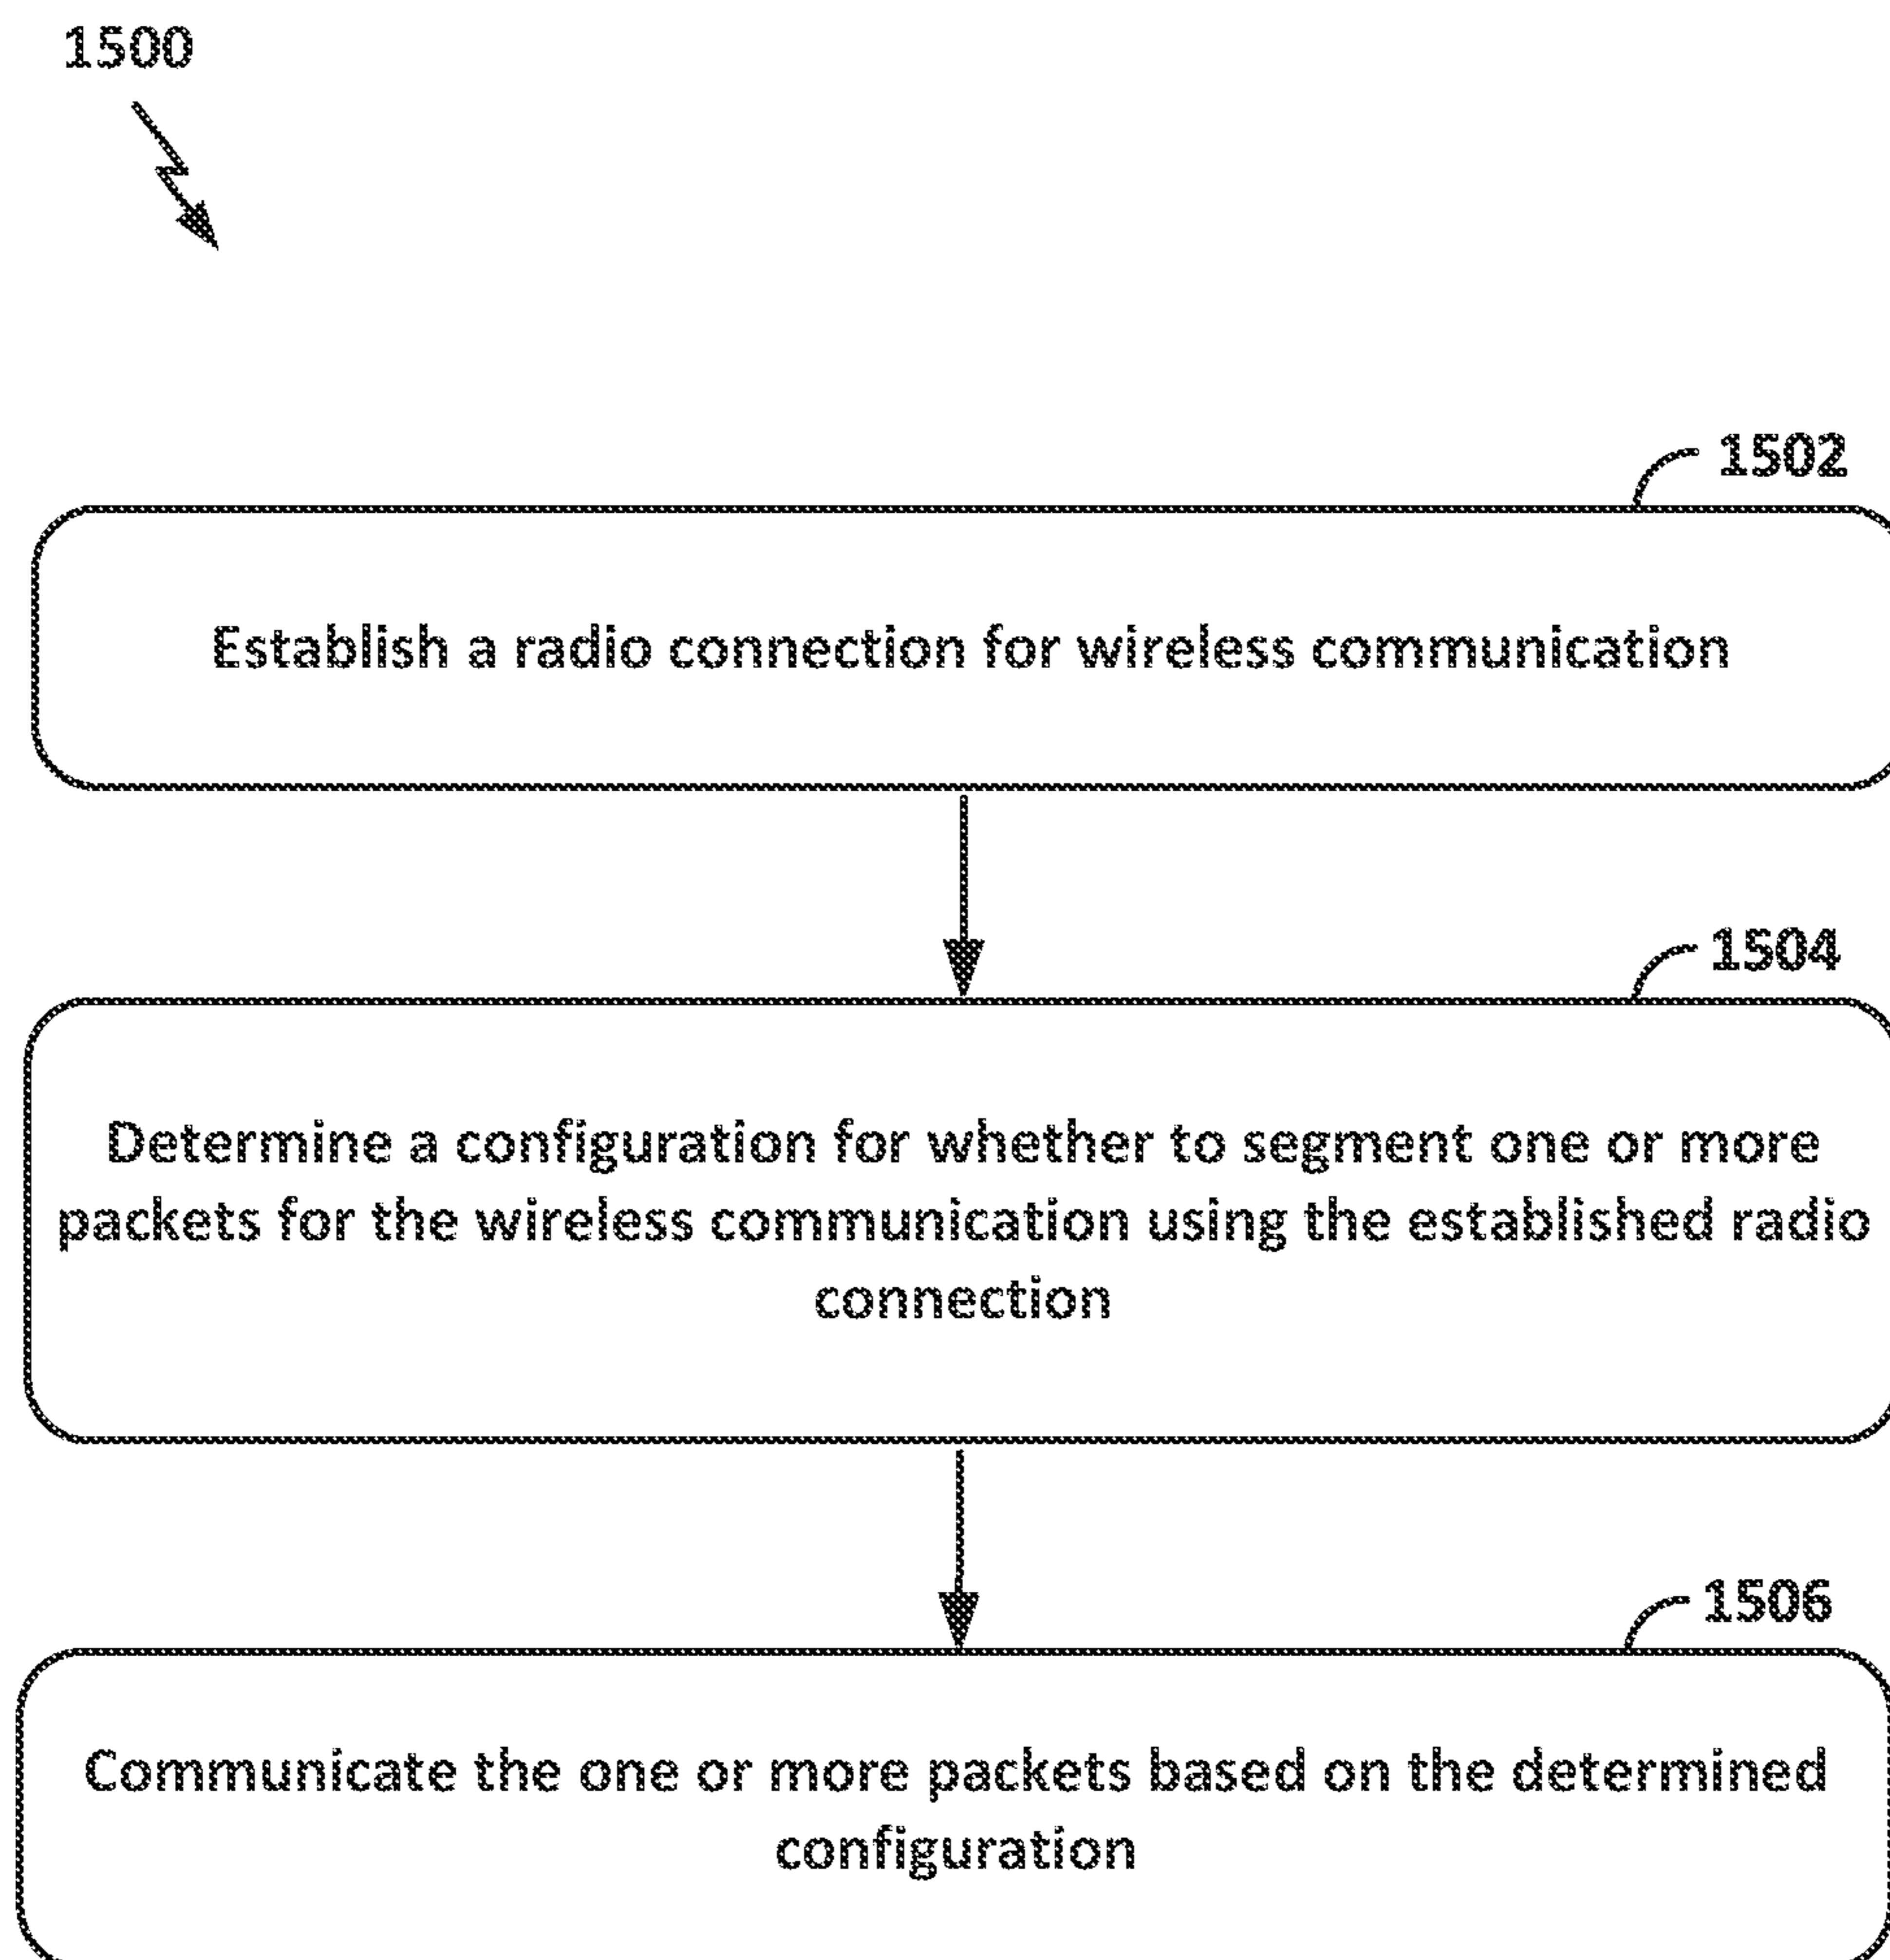 1500
1502
Establish a radio connection for wireless communication
1504
Determine a configuration for whether to segment one or more
packets for the wireless communication using the established radio
connection
1506
Communicate the one or more packets based on the determined
configuration